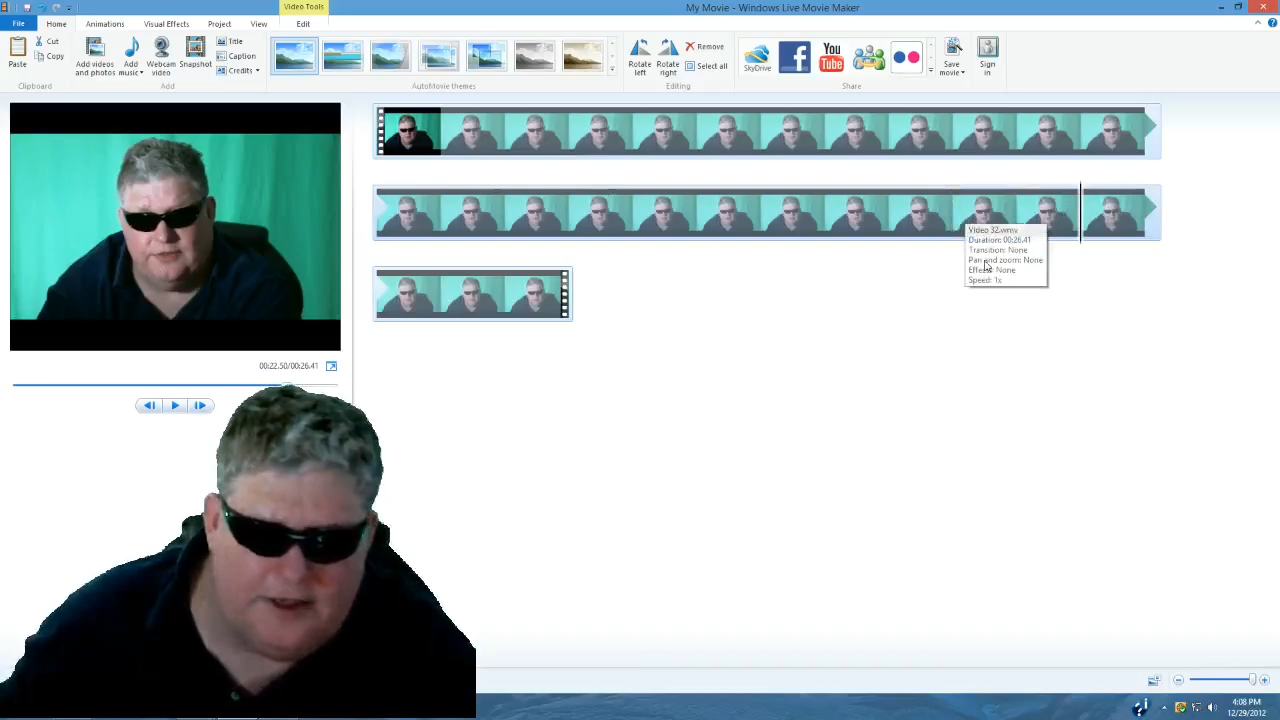 Video Tools
My Movie - Windows Live Movie Maker
File Home Animations Visual Effects Project View Edit
Paste
Cut
Copy
Clipboard
Add videos and photos
Add music
Webcam video
Snapshot
Title
Caption
Credits
Add
AutoMovie themes
Rotate left
Rotate right
Remove
Select all
Editing
SkyDrive
You Tube
Share
Save movie
Sign in
00:22.50/00:26.41
Video 32.wmv
Duration: 00:26.41
Transition: None
Pan and zoom: None
Effects: None
Speed: 1x
4:08 PM
12/29/2012